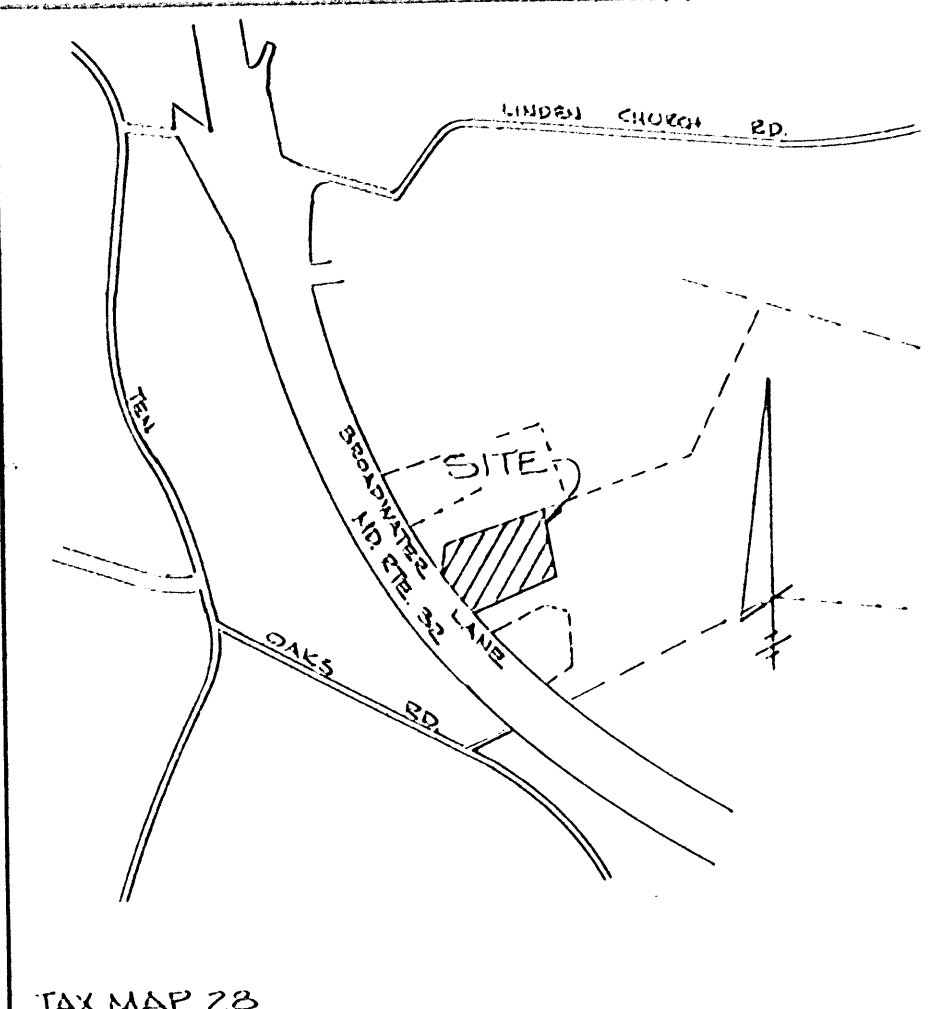 LINDEN CHURCH RD.
TEN
SITE
BROADWATER LANE
MD. RTE. 32
OAKS RD.
TAX MAP 28